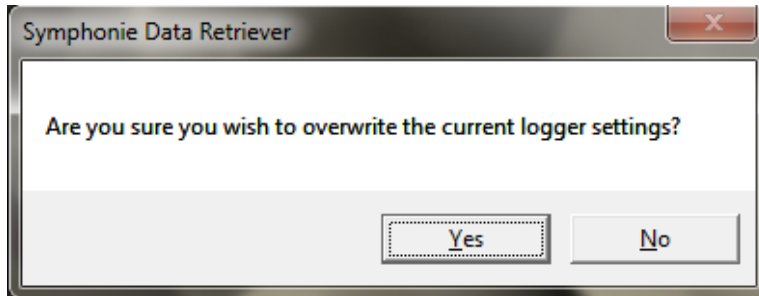 Symphonie Data Retriever
Are you sure you wish to overwrite the current logger settings?
Yes
No